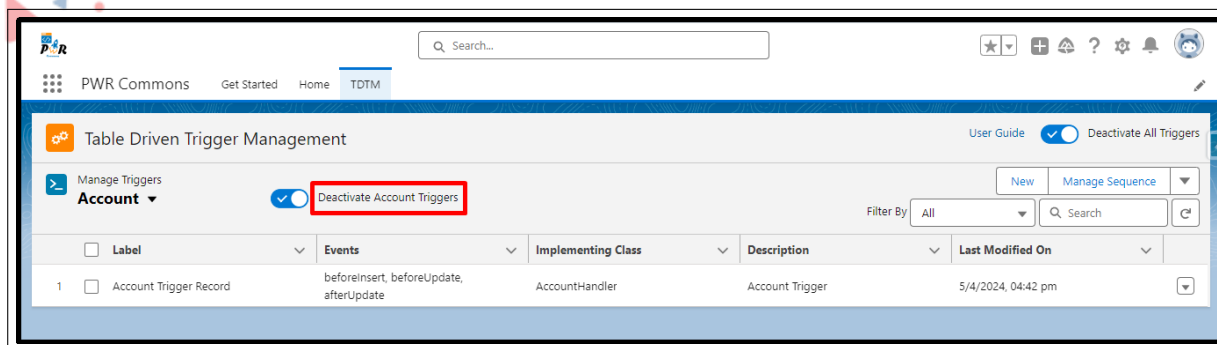 PWR
Search...
PWR Commons Get Started Home TDTM
Table Driven Trigger Management
User Guide Deactivate All Triggers
Manage Triggers
Account
Deactivate Account Triggers
New Manage Sequence
Filter By All Search
Label Events Implementing Class Description Last Modified On
1 Account Trigger Record beforeInsert, beforeUpdate,
afterUpdate AccountHandler Account Trigger 5/4/2024, 04:42 pm